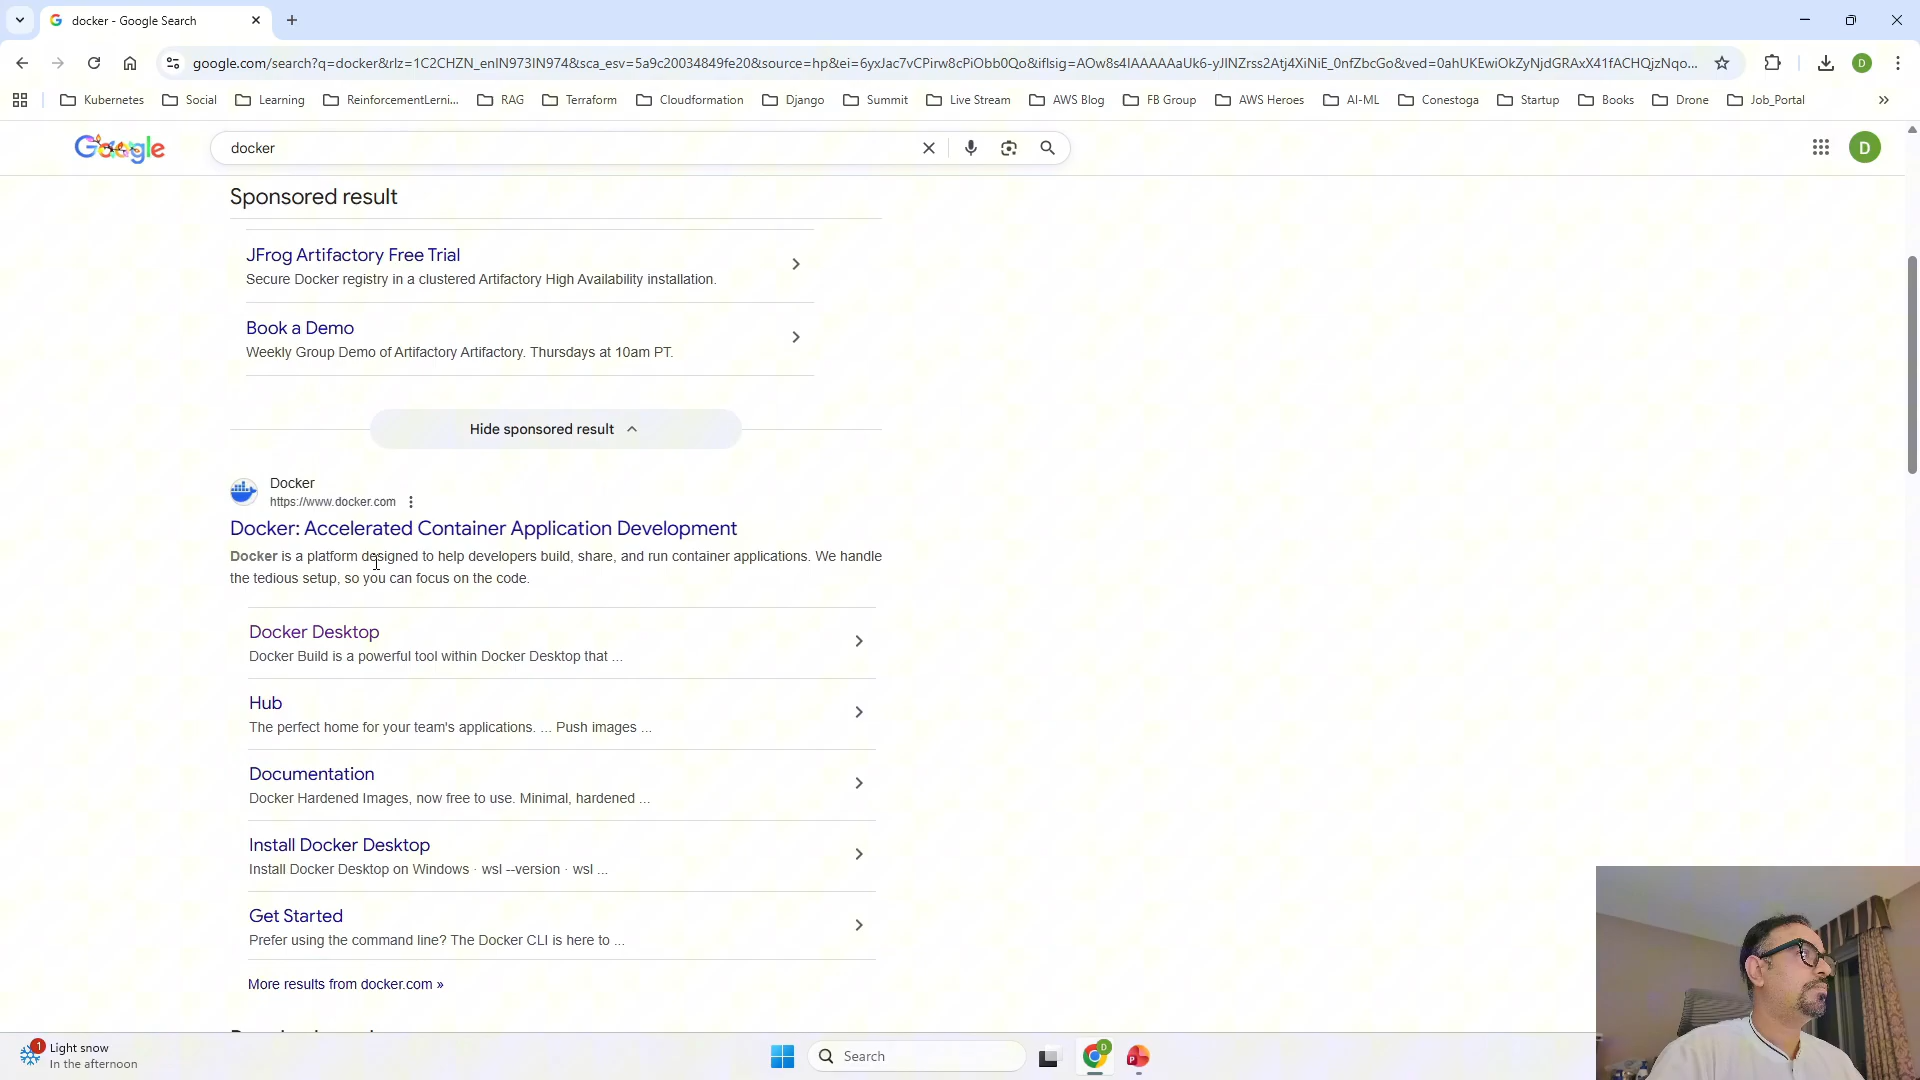 docker - Google Search
google.com/search?q=docker&rlz=1C2CHZN_enIN973IN974&sca_esv=5a9c20034849fe20&source=hp&ei=6yxJac7vCPirw8cPiObb0Qo&iflsig=AOw8s4IAAAAAaUk6-yJINZrss2Atj4XiNiE_0nfZbcGo&ved=0ahUKEwiOkZyNjdGRAxX41fACHQjzNqo...
D
Kubernetes Social Learning ReinforcementLerni... RAG Terraform Cloudformation Django Summit Live Stream AWS Blog FB Group AWS Heroes AI-ML Conestoga Startup Books Drone Job_Portal »
Google docker D
Sponsored result
JFrog Artifactory Free Trial
Secure Docker registry in a clustered Artifactory High Availability installation.
Book a Demo
Weekly Group Demo of Artifactory Artifactory. Thursdays at 10am PT.
Hide sponsored result
Docker
https://www.docker.com
Docker: Accelerated Container Application Development
Docker is a platform designed to help developers build, share, and run container applications. We handle
the tedious setup, so you can focus on the code.
Docker Desktop
Docker Build is a powerful tool within Docker Desktop that ...
Hub
The perfect home for your team's applications. ... Push images ...
Documentation
Docker Hardened Images, now free to use. Minimal, hardened ...
Install Docker Desktop
Install Docker Desktop on Windows · wsl --version · wsl ...
Get Started
Prefer using the command line? The Docker CLI is here to ...
More results from docker.com »
1 Light snow
In the afternoon
Search
D
P